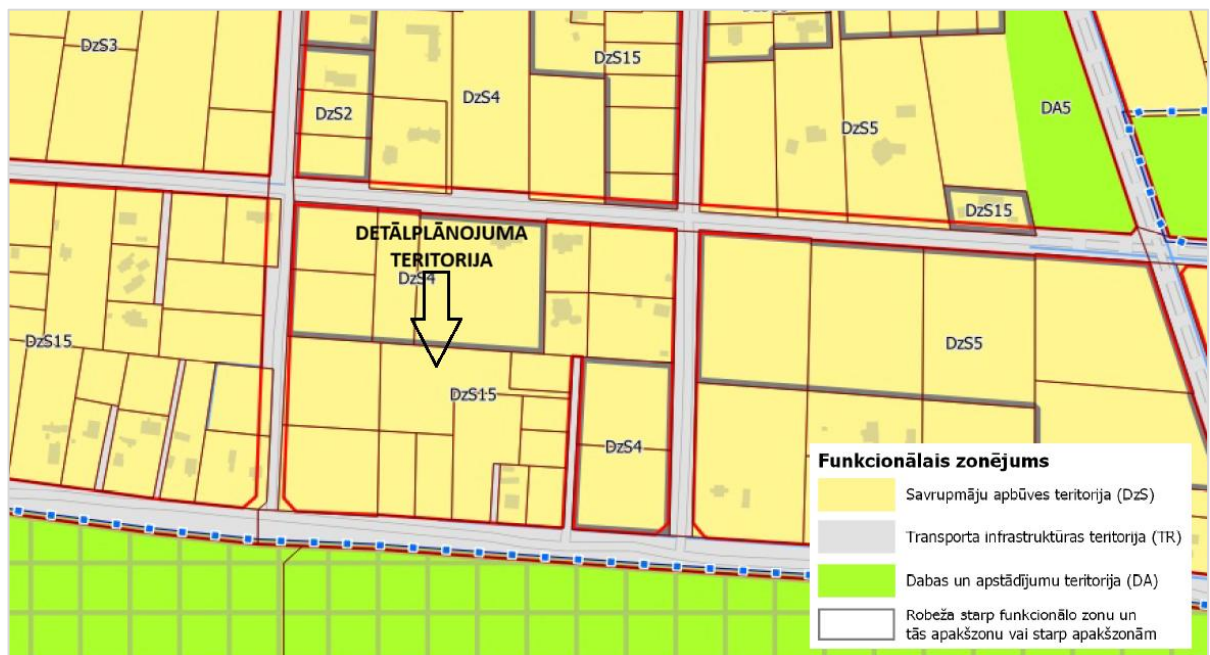 DzS3
DzS15
DzS4
DzS2
DzS5
DA5
DzS15
DETĀLPLĀNOJUMA
TERITORIJA
DzS4
DzS15
DzS5
DzS15
DzS4
Funkcionālais zonējums
Savrupmāju apbūves teritorija (DzS)
Transporta infrastruktūras teritorija (TR)
Dabas un apstādījumu teritorija (DA)
Robeža starp funkcionālo zonu un
tās apakšzonu vai starp apakšzonām